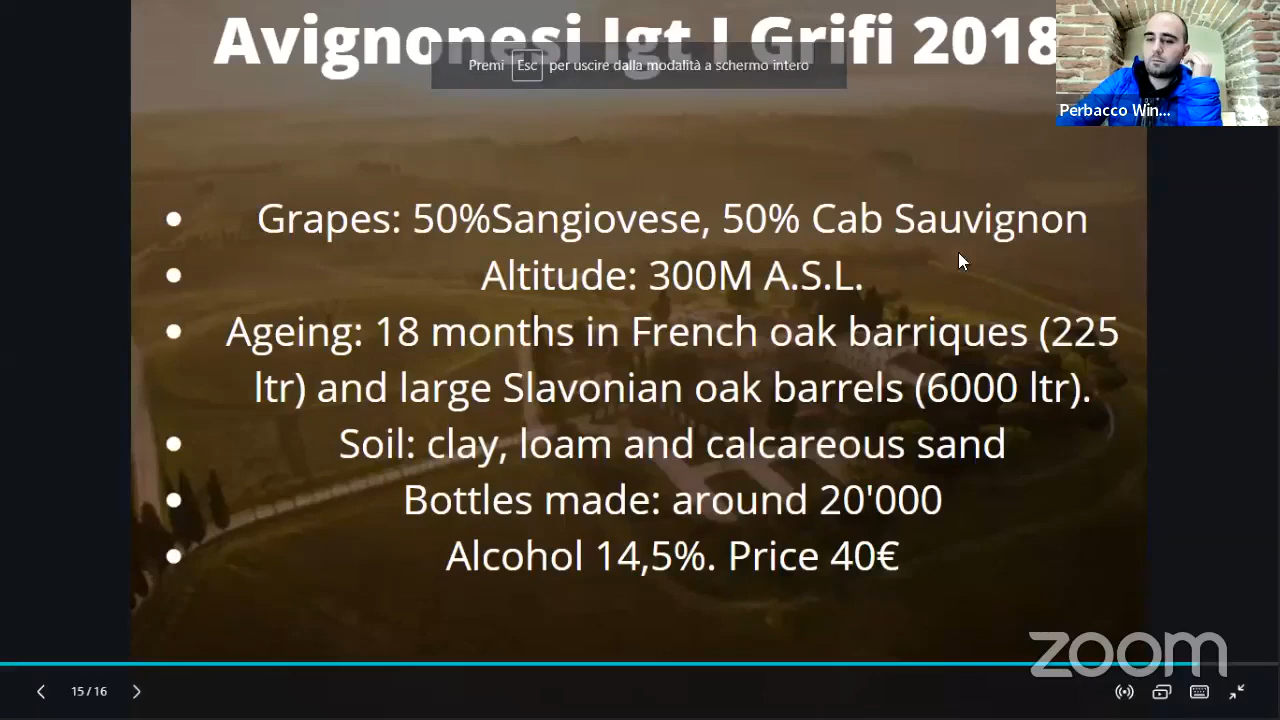 Avignonesi Igt I Grifi 2018
Premi Esc per uscire dalla modalità a schermo intero
Perbacco Win...
Grapes: 50%Sangiovese, 50% Cab Sauvignon
Altitude: 300M A.S.L.
Ageing: 18 months in French oak barriques (225
ltr) and large Slavonian oak barrels (6000 ltr).
Soil: clay, loam and calcareous sand
Bottles made: around 20'000
Alcohol 14,5%. Price 40€
zoom
15/16